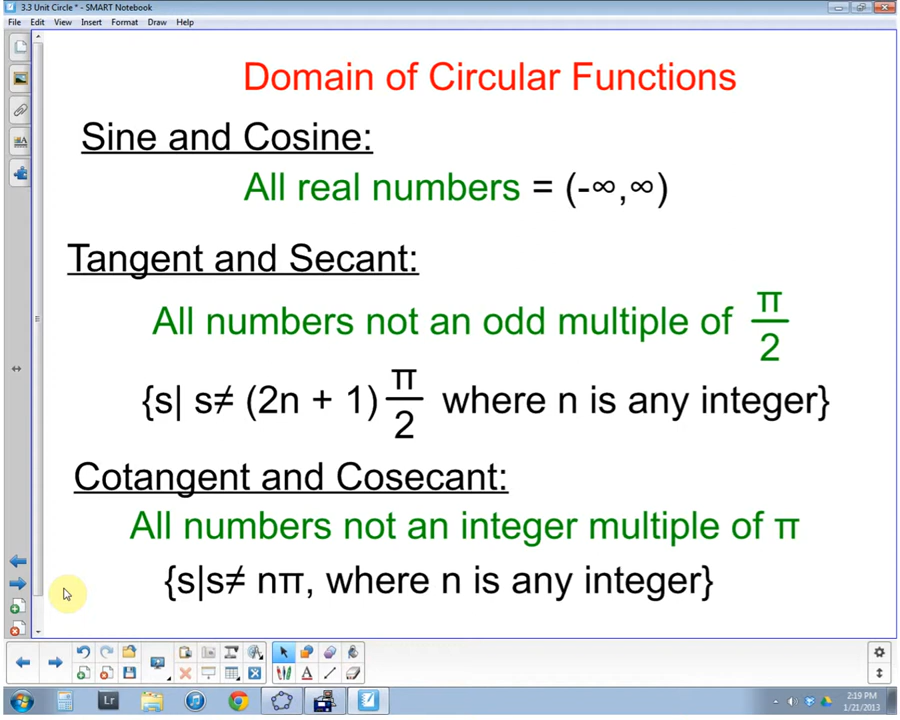 3.3 Unit Circle * - SMART Notebook
File Edit View Insert Format Draw Help
Domain of Circular Functions
Sine and Cosine:
All real numbers = (-∞,∞)
Tangent and Secant:
All numbers not an odd multiple of π/2
{s| s≠ (2n + 1) π/2 where n is any integer}
Cotangent and Cosecant:
All numbers not an integer multiple of π
{s|s≠ nπ, where n is any integer}
Lr
2:19 PM
1/21/2013